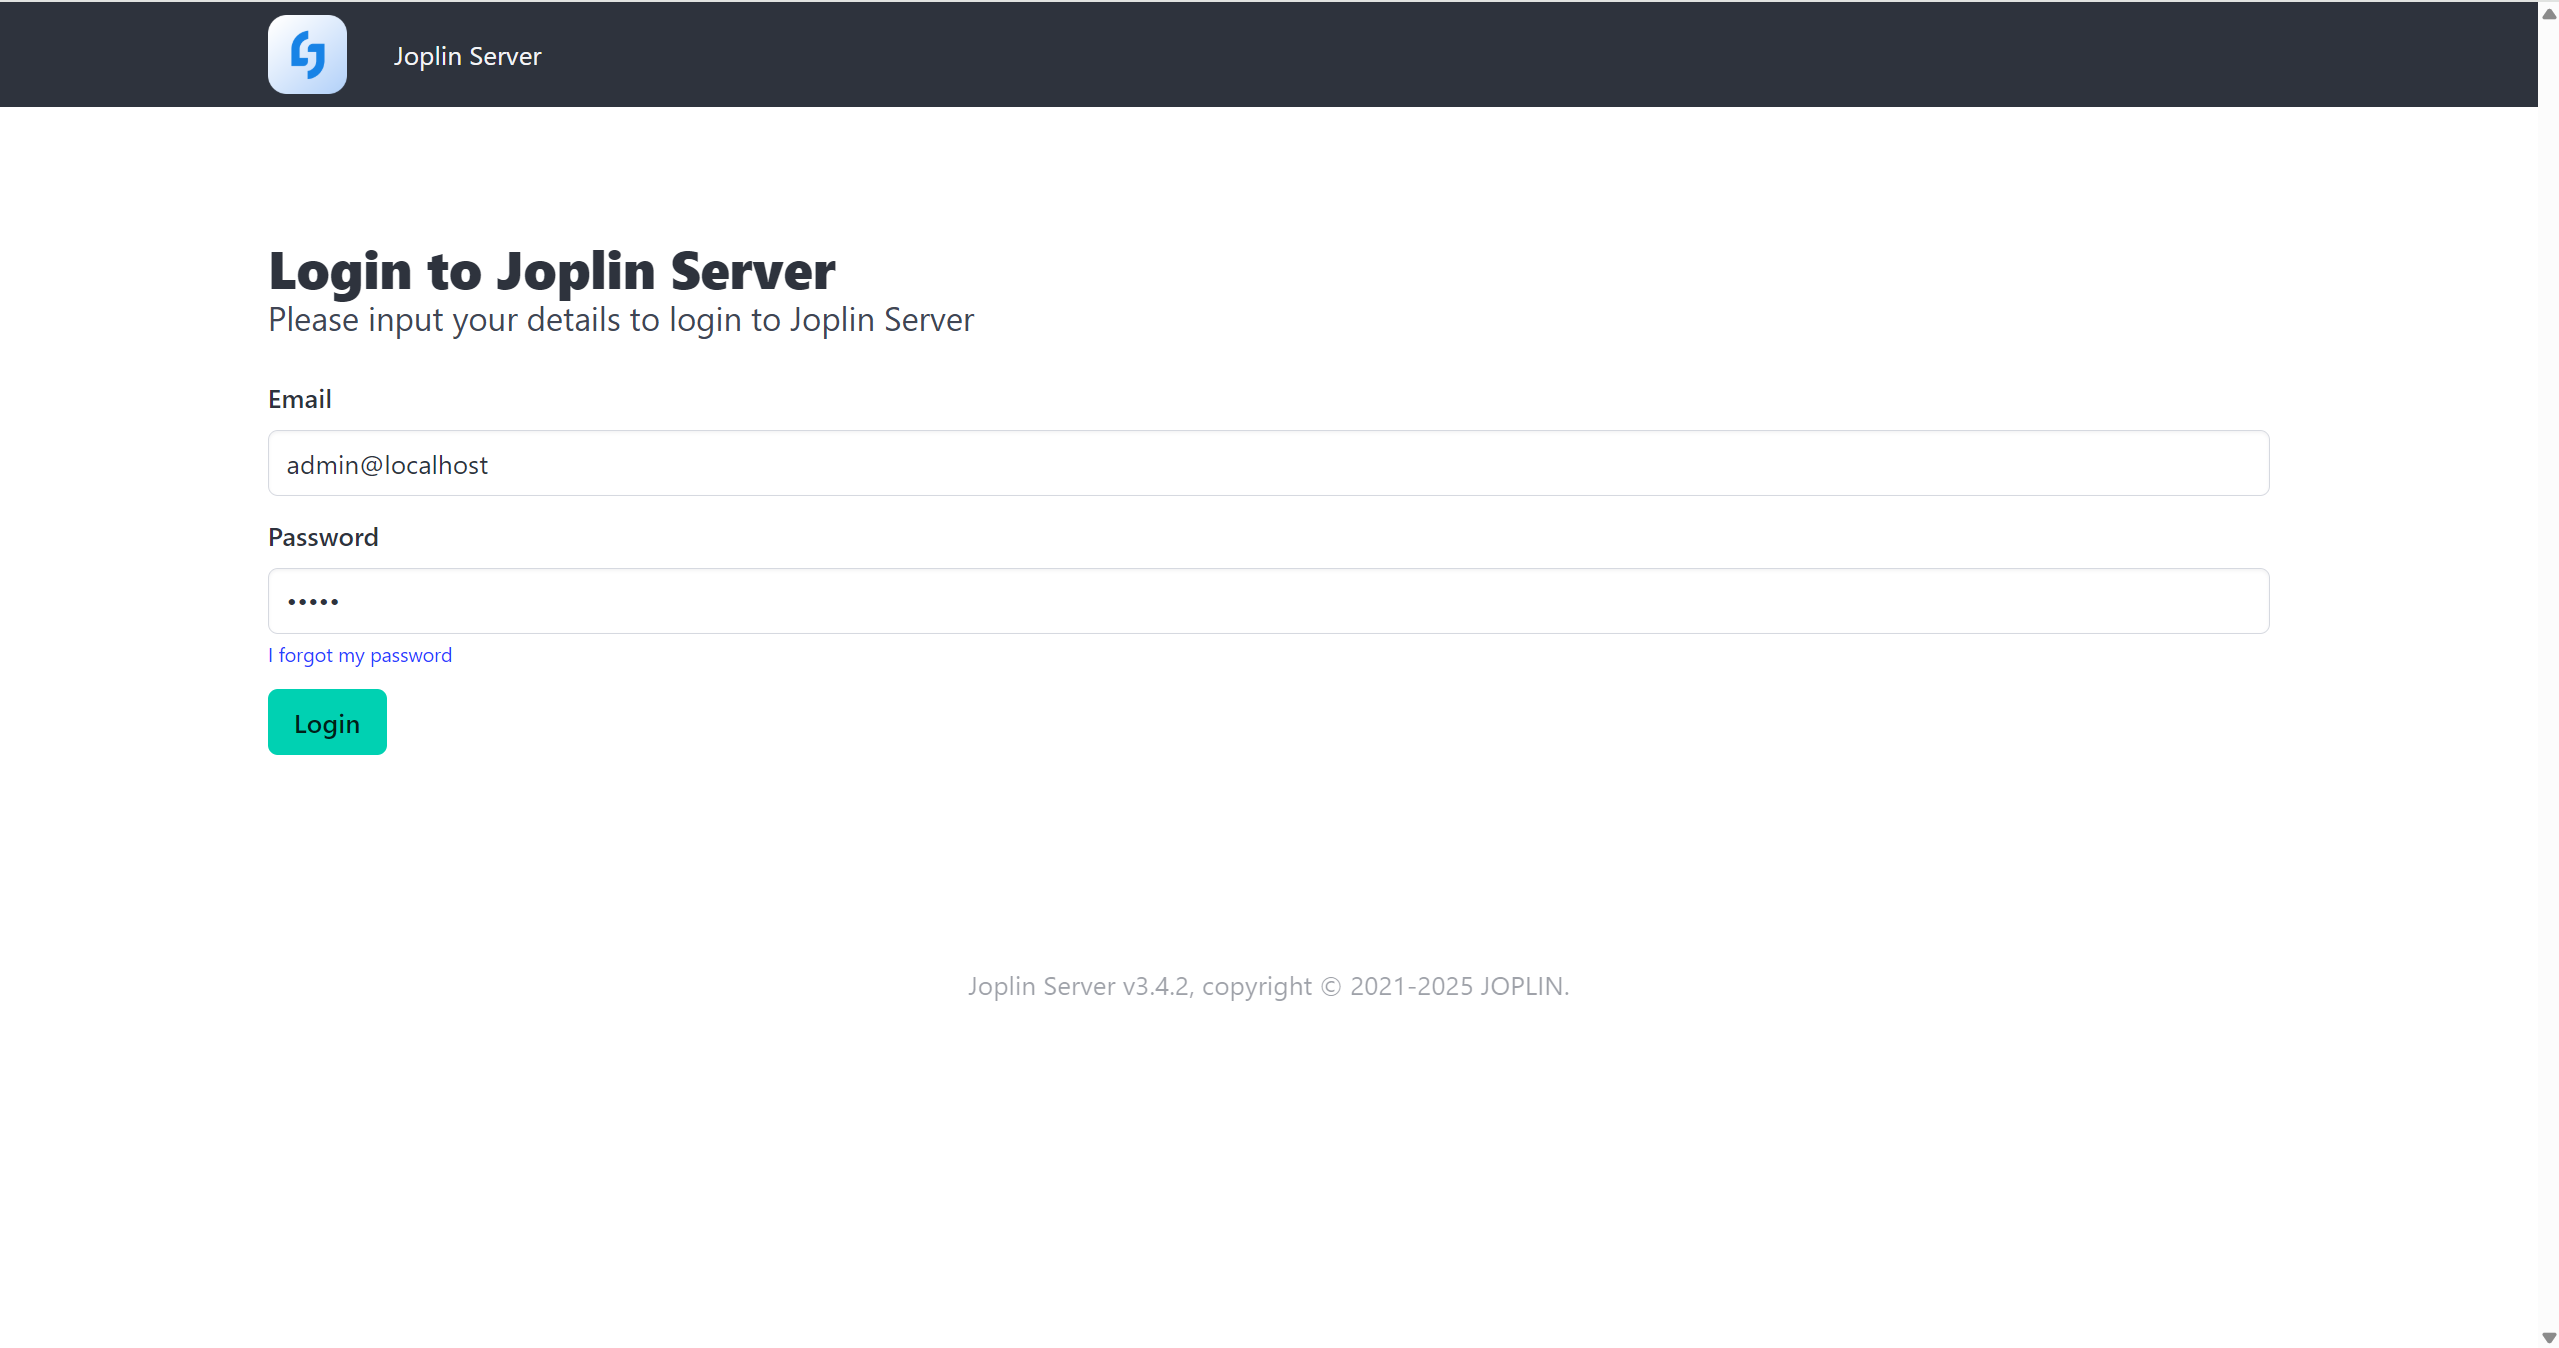 Joplin Server
Login to Joplin Server
Please input your details to login to Joplin Server
Email
admin@localhost
Password
•••••
I forgot my password
Login
Joplin Server v3.4.2, copyright © 2021-2025 JOPLIN.